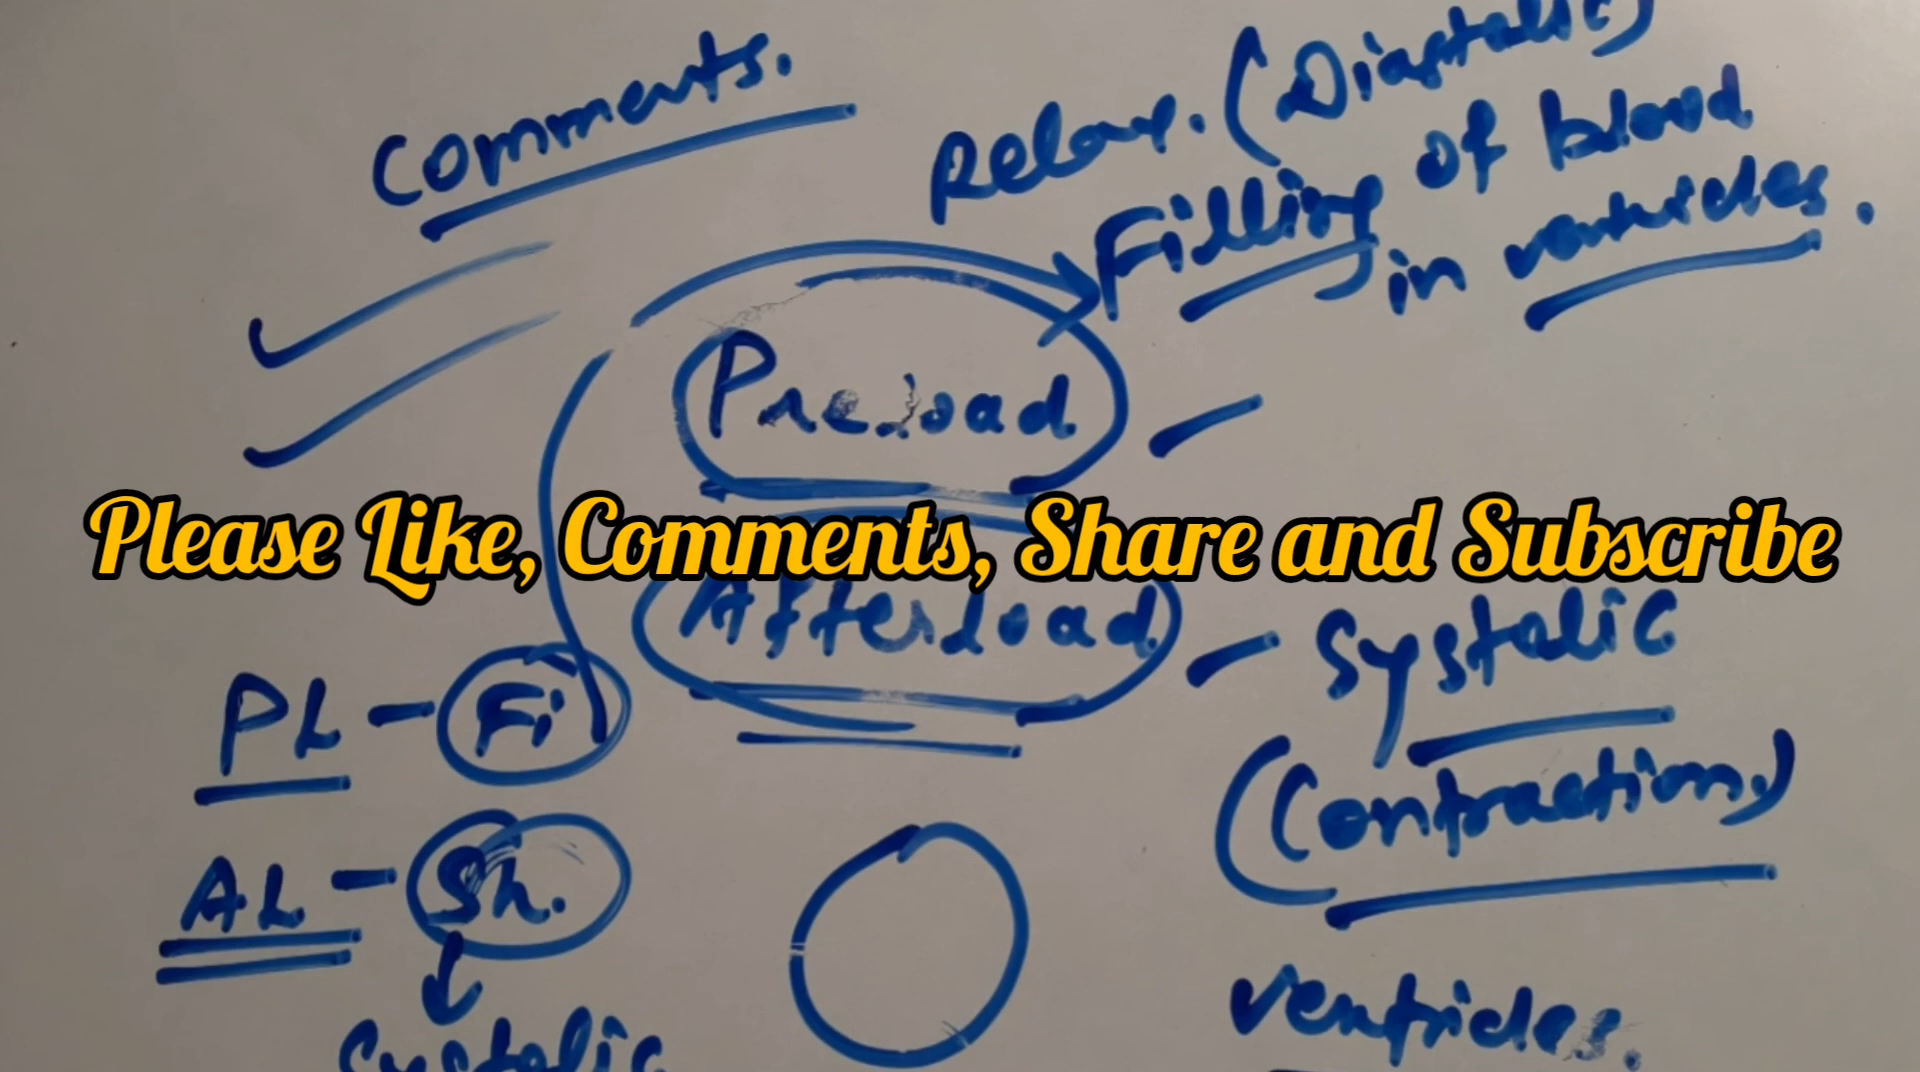 Comments.
Relax. (Diastolic)
Filling of blood
in ventricles.
Preload -
Please Like, Comments, Share and Subscribe
Afterload - Systolic
(Contraction)
ventricles.
PL - Fi
AL - Sh.
Systolic